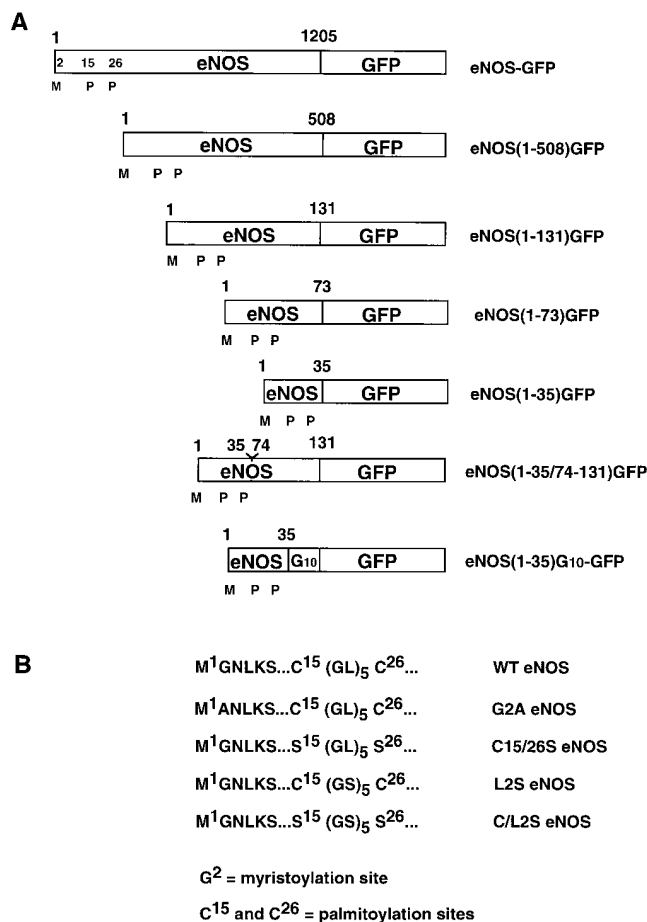 A
1 1205
2 15 26 eNOS GFP eNOS-GFP
M P P
1 508
eNOS GFP eNOS(1-508)GFP
M P P
1 131
eNOS GFP eNOS(1-131)GFP
M P P
1 73
eNOS GFP eNOS(1-73)GFP
M P P
1 35
eNOS GFP eNOS(1-35)GFP
M P P
1 35 74 131
eNOS GFP eNOS(1-35/74-131)GFP
M P P
1 35
eNOS G10 GFP eNOS(1-35)G10-GFP
M P P
B
M¹GNLKS...C¹⁵ (GL)₅ C²⁶... WT eNOS
M¹ANLKS...C¹⁵ (GL)₅ C²⁶... G2A eNOS
M¹GNLKS...S¹⁵ (GL)₅ S²⁶... C15/26S eNOS
M¹GNLKS...C¹⁵ (GS)₅ C²⁶... L2S eNOS
M¹GNLKS...S¹⁵ (GS)₅ S²⁶... C/L2S eNOS
G² = myristoylation site
C¹⁵ and C²⁶ = palmitoylation sites